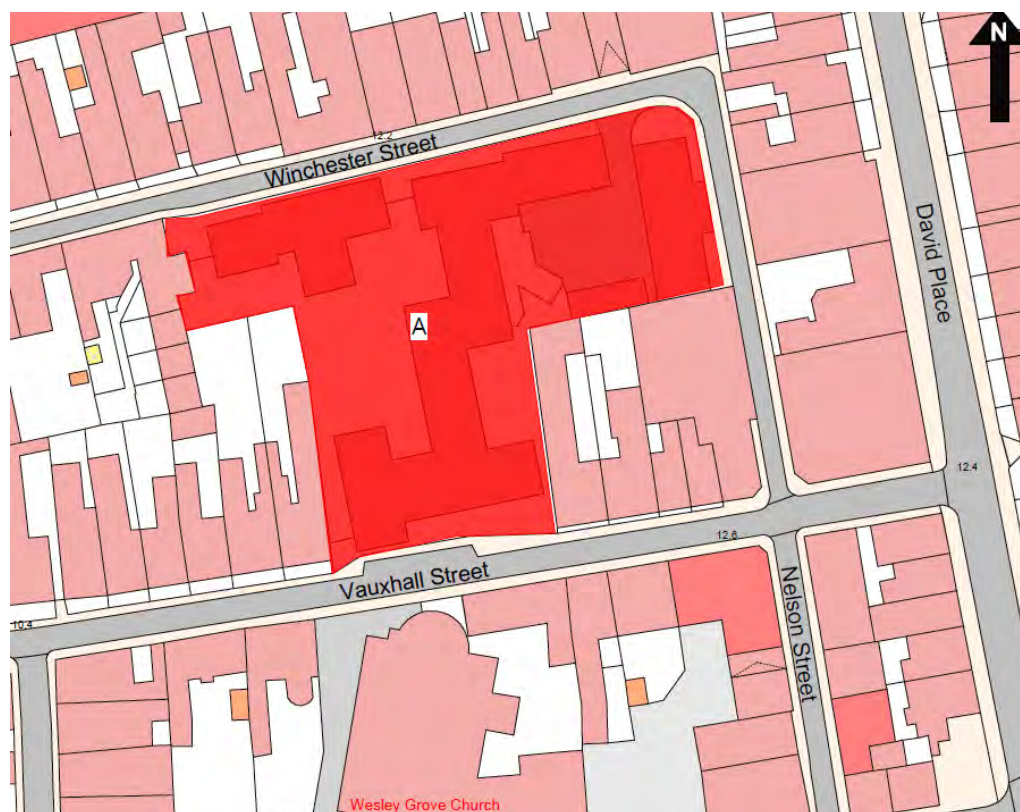 N
12.2
Winchester Street
A
David Place
12.4
12.6
Vauxhall Street
Nelson Street
10.4
Wesley Grove Church